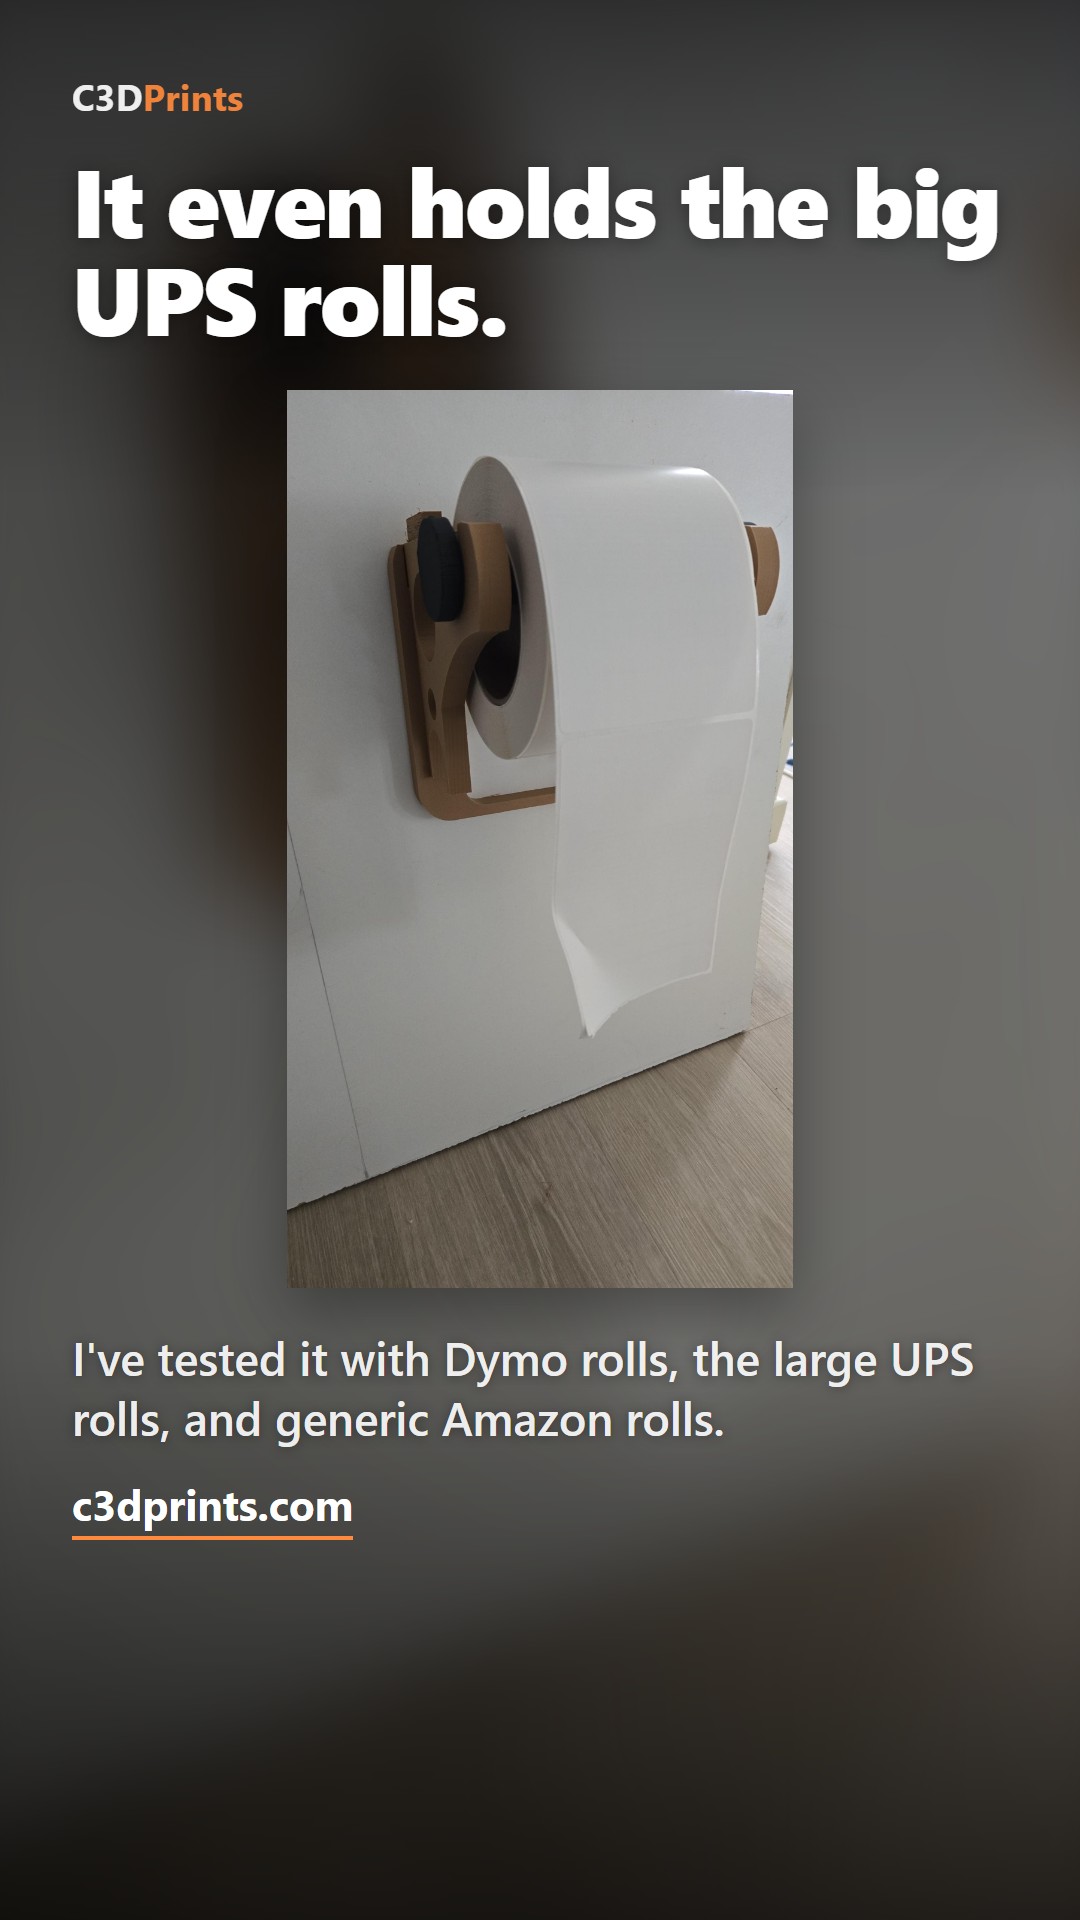 C3DPrints
It even holds the big
UPS rolls.
I've tested it with Dymo rolls, the large UPS
rolls, and generic Amazon rolls.
c3dprints.com